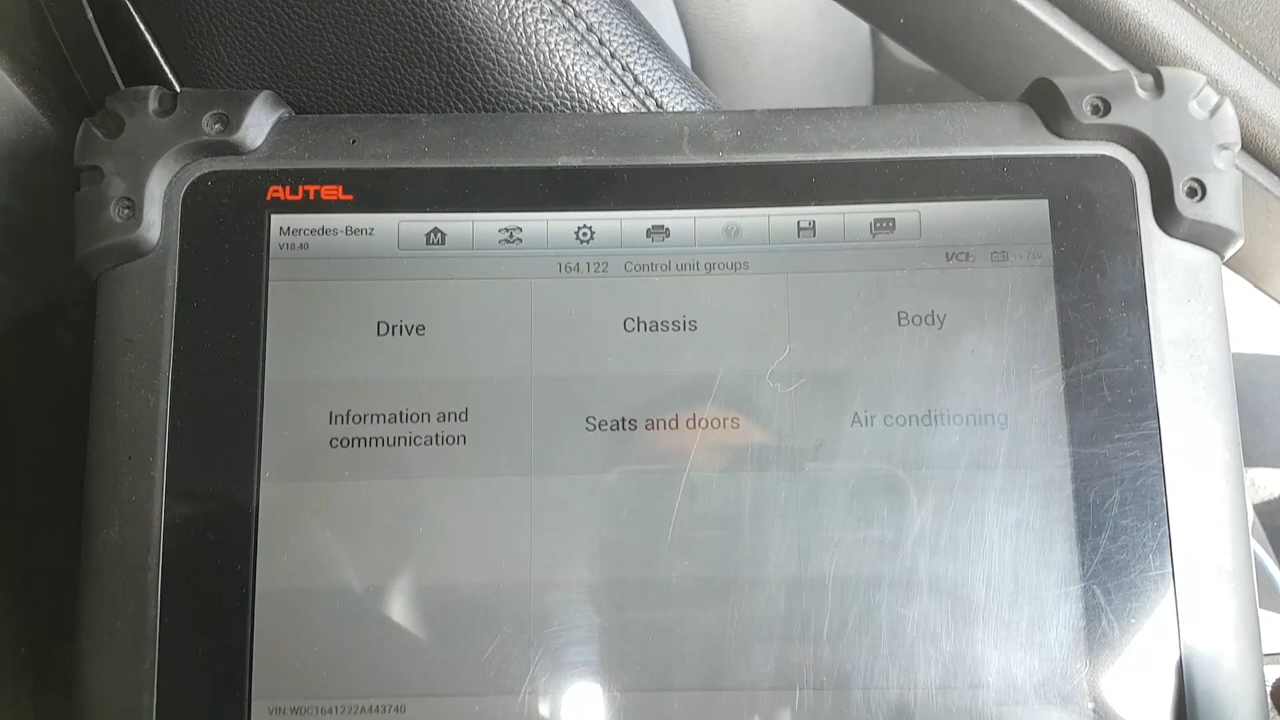 AUTEL
Mercedes-Benz
V18.40
M
164.122 Control unit groups
VCI
Drive
Chassis
Body
Information and
communication
Seats and doors
Air conditioning
VIN:WDC1641222A443740